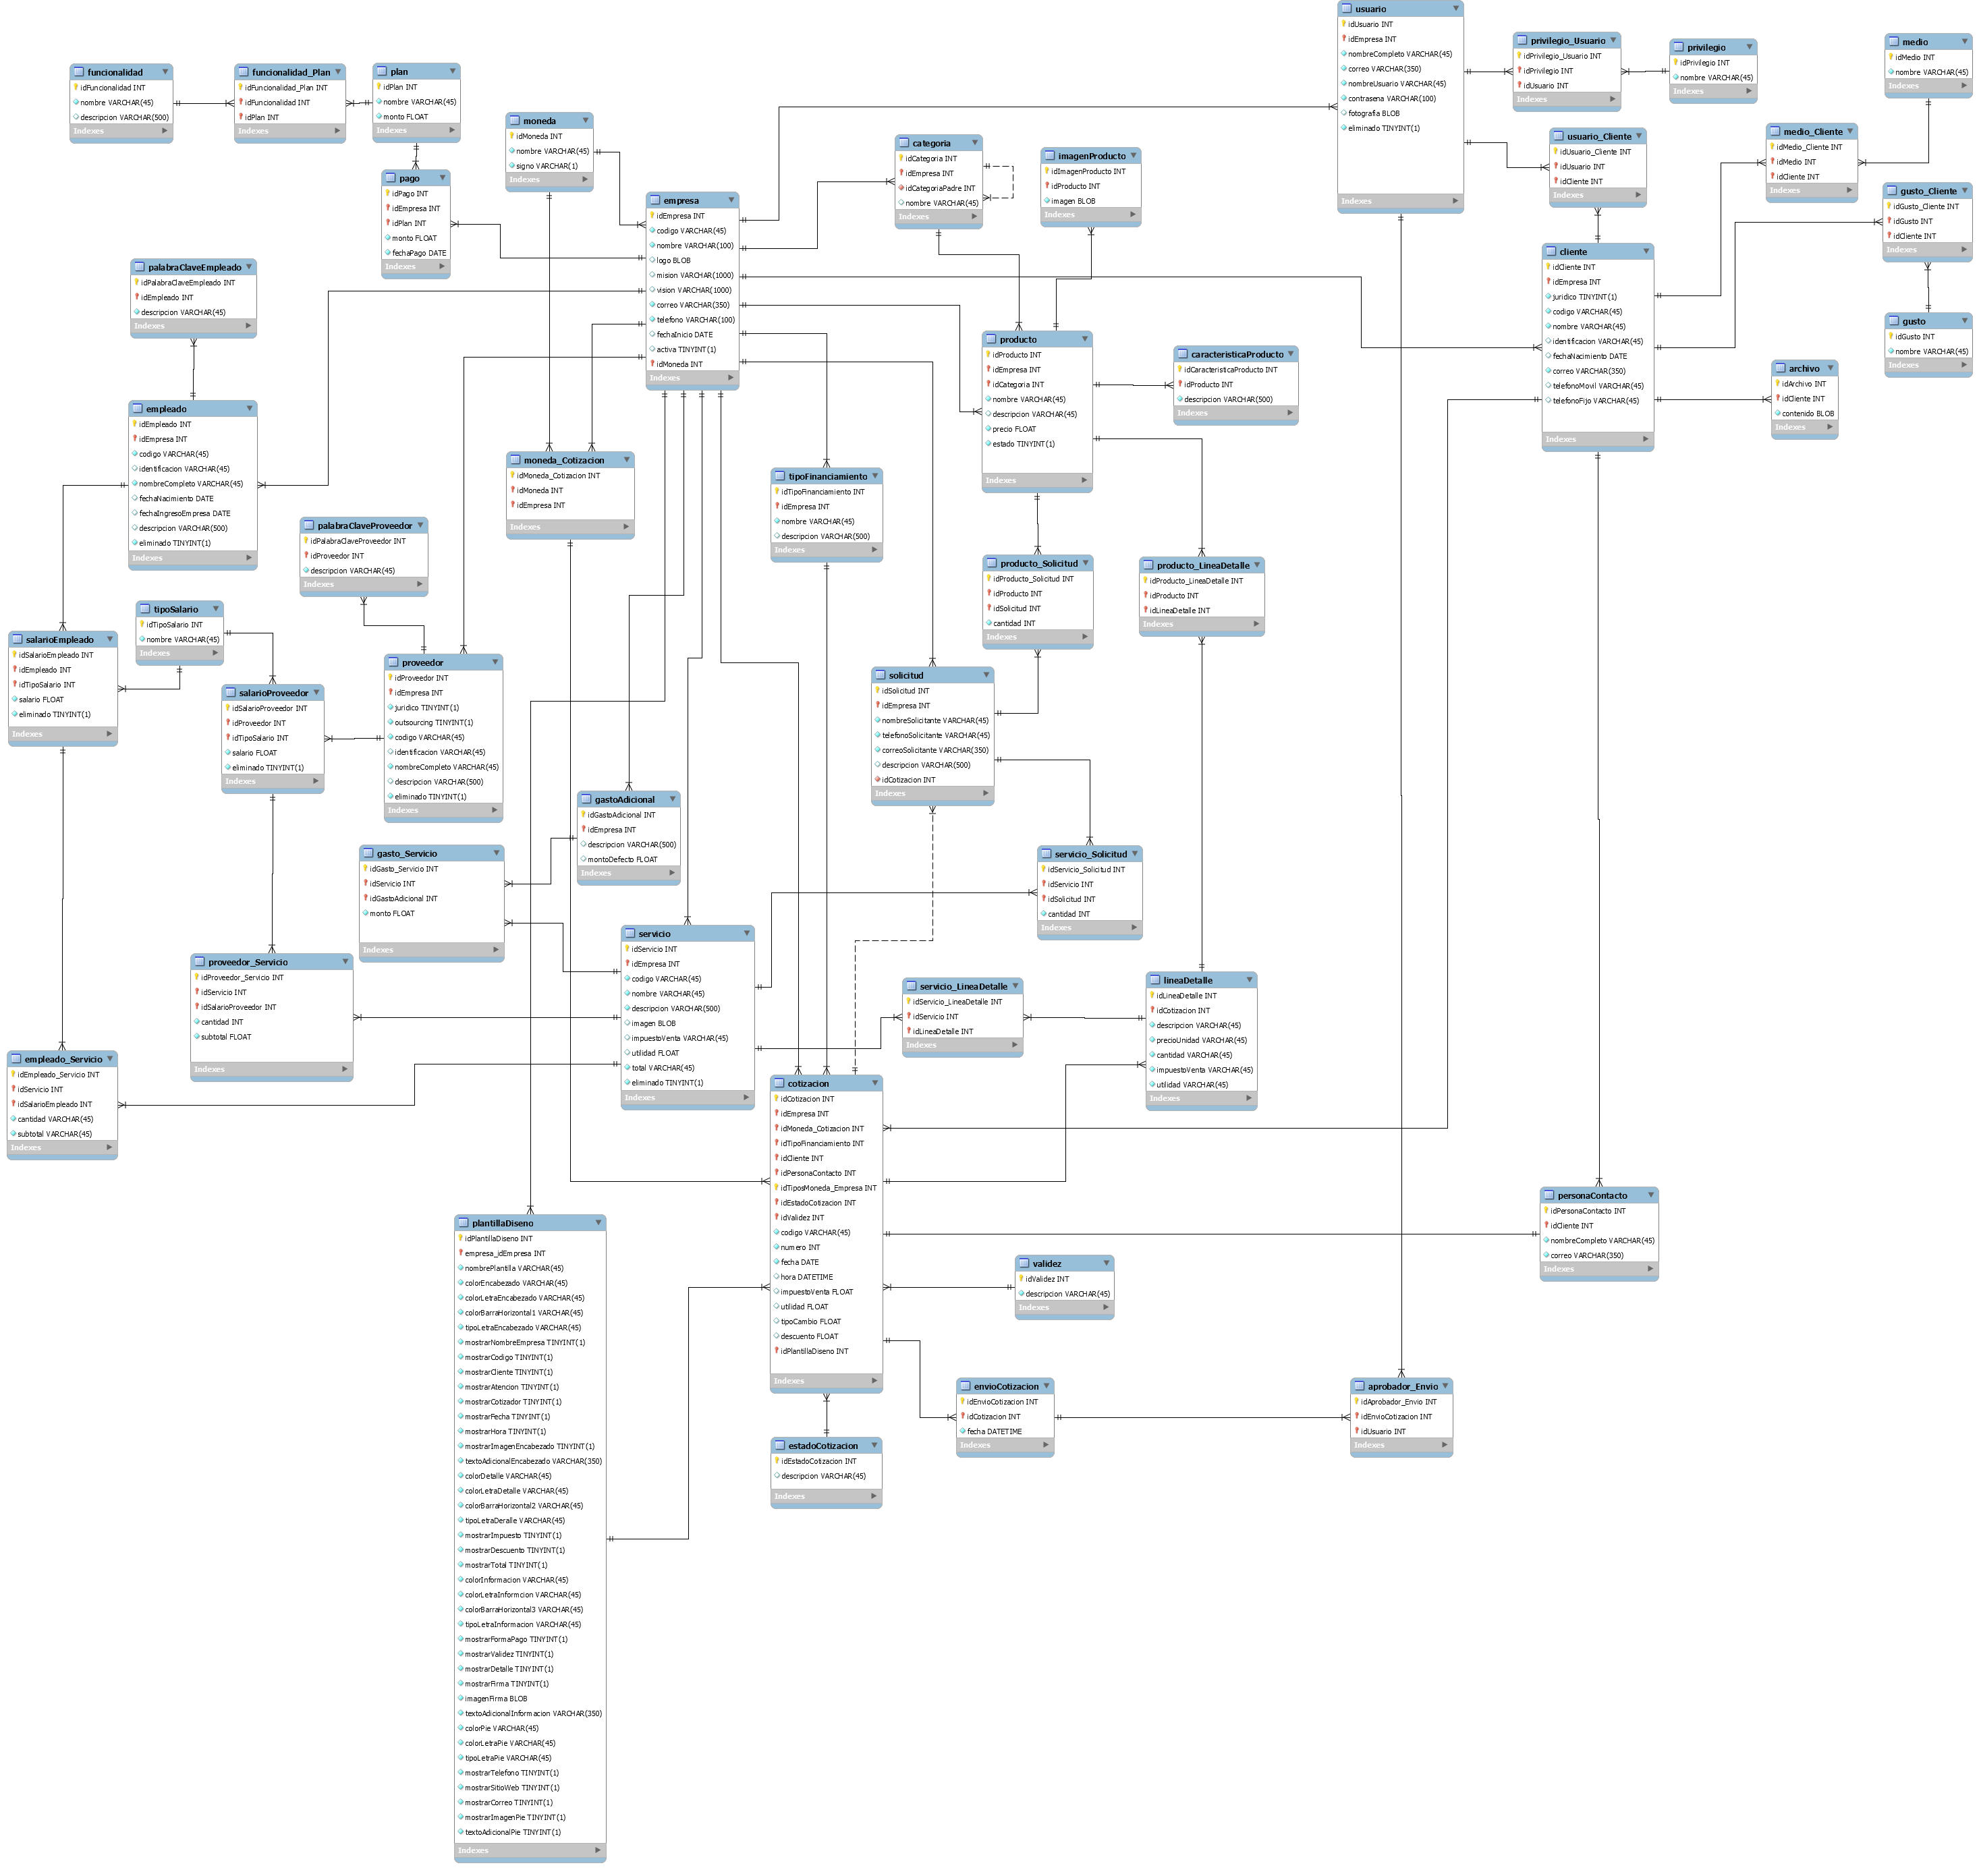 usuario
idUsuario INT
idEmpresa INT
nombreCompleto VARCHAR(45)
correo VARCHAR(350)
nombreUsuario VARCHAR(45)
contrasena VARCHAR(100)
fotografia BLOB
eliminado TINYINT(1)
Indexes
privilegio_Usuario
idPrivilegio_Usuario INT
idPrivilegio INT
idUsuario INT
Indexes
privilegio
idPrivilegio INT
nombre VARCHAR(45)
Indexes
medio
idMedio INT
nombre VARCHAR(45)
Indexes
funcionalidad
idFuncionalidad INT
nombre VARCHAR(45)
descripcion VARCHAR(500)
Indexes
funcionalidad_Plan
idFuncionalidad_Plan INT
idFuncionalidad INT
idPlan INT
Indexes
plan
idPlan INT
nombre VARCHAR(45)
monto FLOAT
Indexes
moneda
idMoneda INT
nombre VARCHAR(45)
signo VARCHAR(1)
Indexes
categoria
idCategoria INT
idEmpresa INT
idCategoriaPadre INT
nombre VARCHAR(45)
Indexes
imagenProducto
idImagenProducto INT
idProducto INT
imagen BLOB
Indexes
usuario_Cliente
idUsuario_Cliente INT
idUsuario INT
idCliente INT
Indexes
medio_Cliente
idMedio_Cliente INT
idMedio INT
idCliente INT
Indexes
gusto_Cliente
idGusto_Cliente INT
idGusto INT
idCliente INT
Indexes
pago
idPago INT
idEmpresa INT
idPlan INT
monto FLOAT
fechaPago DATE
Indexes
empresa
idEmpresa INT
codigo VARCHAR(45)
nombre VARCHAR(100)
logo BLOB
mision VARCHAR(1000)
vision VARCHAR(1000)
correo VARCHAR(350)
telefono VARCHAR(100)
fechaInicio DATE
activa TINYINT(1)
idMoneda INT
Indexes
cliente
idCliente INT
idEmpresa INT
juridico TINYINT(1)
codigo VARCHAR(45)
nombre VARCHAR(45)
identificacion VARCHAR(45)
fechaNacimiento DATE
correo VARCHAR(350)
telefonoMovil VARCHAR(45)
telefonoFijo VARCHAR(45)
Indexes
gusto
idGusto INT
nombre VARCHAR(45)
Indexes
archivo
idArchivo INT
idCliente INT
contenido BLOB
Indexes
palabraClaveEmpleado
idPalabraClaveEmpleado INT
idEmpleado INT
descripcion VARCHAR(45)
Indexes
producto
idProducto INT
idEmpresa INT
idCategoria INT
nombre VARCHAR(45)
descripcion VARCHAR(45)
precio FLOAT
estado TINYINT(1)
Indexes
caracteristicaProducto
idCaracteristicaProducto INT
idProducto INT
descripcion VARCHAR(500)
Indexes
empleado
idEmpleado INT
idEmpresa INT
codigo VARCHAR(45)
identificacion VARCHAR(45)
nombreCompleto VARCHAR(45)
fechaNacimiento DATE
fechaIngresoEmpresa DATE
descripcion VARCHAR(500)
eliminado TINYINT(1)
Indexes
moneda_Cotizacion
idMoneda_Cotizacion INT
idMoneda INT
idEmpresa INT
Indexes
tipoFinanciamiento
idTipoFinanciamiento INT
idEmpresa INT
nombre VARCHAR(45)
descripcion VARCHAR(500)
Indexes
palabraClaveProveedor
idPalabraClaveProveedor INT
idProveedor INT
descripcion VARCHAR(45)
Indexes
producto_Solicitud
idProducto_Solicitud INT
idProducto INT
idSolicitud INT
cantidad INT
Indexes
producto_LineaDetalle
idProducto_LineaDetalle INT
idProducto INT
idLineaDetalle INT
Indexes
tipoSalario
idTipoSalario INT
nombre VARCHAR(45)
Indexes
salarioEmpleado
idSalarioEmpleado INT
idEmpleado INT
idTipoSalario INT
salario FLOAT
eliminado TINYINT(1)
Indexes
salarioProveedor
idSalarioProveedor INT
idProveedor INT
idTipoSalario INT
salario FLOAT
eliminado TINYINT(1)
Indexes
proveedor
idProveedor INT
idEmpresa INT
juridico TINYINT(1)
outsourcing TINYINT(1)
codigo VARCHAR(45)
identificacion VARCHAR(45)
nombreCompleto VARCHAR(45)
descripcion VARCHAR(500)
eliminado TINYINT(1)
Indexes
solicitud
idSolicitud INT
idEmpresa INT
nombreSolicitante VARCHAR(45)
telefonoSolicitante VARCHAR(45)
correoSolicitante VARCHAR(350)
descripcion VARCHAR(500)
idCotizacion INT
Indexes
gastoAdicional
idGastoAdicional INT
idEmpresa INT
descripcion VARCHAR(500)
montoDefecto FLOAT
Indexes
gasto_Servicio
idGasto_Servicio INT
idServicio INT
idGastoAdicional INT
monto FLOAT
Indexes
servicio_Solicitud
idServicio_Solicitud INT
idServicio INT
idSolicitud INT
cantidad INT
Indexes
servicio
idServicio INT
idEmpresa INT
codigo VARCHAR(45)
nombre VARCHAR(45)
descripcion VARCHAR(500)
imagen BLOB
impuestoVenta VARCHAR(45)
utilidad FLOAT
total VARCHAR(45)
eliminado TINYINT(1)
Indexes
proveedor_Servicio
idProveedor_Servicio INT
idServicio INT
idSalarioProveedor INT
cantidad INT
subtotal FLOAT
Indexes
servicio_LineaDetalle
idServicio_LineaDetalle INT
idServicio INT
idLineaDetalle INT
Indexes
lineaDetalle
idLineaDetalle INT
idCotizacion INT
descripcion VARCHAR(45)
precioUnidad VARCHAR(45)
cantidad VARCHAR(45)
impuestoVenta VARCHAR(45)
utilidad VARCHAR(45)
Indexes
empleado_Servicio
idEmpleado_Servicio INT
idServicio INT
idSalarioEmpleado INT
cantidad VARCHAR(45)
subtotal VARCHAR(45)
Indexes
cotizacion
idCotizacion INT
idEmpresa INT
idMoneda_Cotizacion INT
idTipoFinanciamiento INT
idCliente INT
idPersonaContacto INT
idTiposMoneda_Empresa INT
idEstadoCotizacion INT
idValidez INT
codigo VARCHAR(45)
numero INT
fecha DATE
hora DATETIME
impuestoVenta FLOAT
utilidad FLOAT
tipoCambio FLOAT
descuento FLOAT
idPlantillaDiseno INT
Indexes
personaContacto
idPersonaContacto INT
idCliente INT
nombreCompleto VARCHAR(45)
correo VARCHAR(350)
Indexes
plantillaDiseno
idPlantillaDiseno INT
empresa_idEmpresa INT
nombrePlantilla VARCHAR(45)
colorEncabezado VARCHAR(45)
colorLetraEncabezado VARCHAR(45)
colorBarraHorizontal1 VARCHAR(45)
tipoLetraEncabezado VARCHAR(45)
mostrarNombreEmpresa TINYINT(1)
mostrarCodigo TINYINT(1)
mostrarCliente TINYINT(1)
mostrarAtencion TINYINT(1)
mostrarCotizador TINYINT(1)
mostrarFecha TINYINT(1)
mostrarHora TINYINT(1)
mostrarImagenEncabezado TINYINT(1)
textoAdicionalEncabezado VARCHAR(350)
colorDetalle VARCHAR(45)
colorLetraDetalle VARCHAR(45)
colorBarraHorizontal2 VARCHAR(45)
tipoLetraDeralle VARCHAR(45)
mostrarImpuesto TINYINT(1)
mostrarDescuento TINYINT(1)
mostrarTotal TINYINT(1)
colorInformacion VARCHAR(45)
colorLetraInformcion VARCHAR(45)
colorBarraHorizontal3 VARCHAR(45)
tipoLetraInformacion VARCHAR(45)
mostrarFormaPago TINYINT(1)
mostrarValidez TINYINT(1)
mostrarDetalle TINYINT(1)
mostrarFirma TINYINT(1)
imagenFirma BLOB
textoAdicionalInformacion VARCHAR(350)
colorPie VARCHAR(45)
colorLetraPie VARCHAR(45)
tipoLetraPie VARCHAR(45)
mostrarTelefono TINYINT(1)
mostrarSitioWeb TINYINT(1)
mostrarCorreo TINYINT(1)
mostrarImagenPie TINYINT(1)
textoAdicionalPie TINYINT(1)
Indexes
validez
idValidez INT
descripcion VARCHAR(45)
Indexes
envioCotizacion
idEnvioCotizacion INT
idCotizacion INT
fecha DATETIME
Indexes
aprobador_Envio
idAprobador_Envio INT
idEnvioCotizacion INT
idUsuario INT
Indexes
estadoCotizacion
idEstadoCotizacion INT
descripcion VARCHAR(45)
Indexes